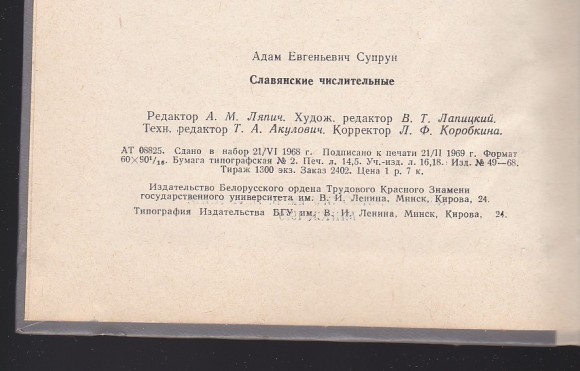 Адам Евгеньевич Супрун
Славянские числительные
Редактор А. М. Ляпич. Худож. редактор В. Т. Лапицкий.
Техн. редактор Т. А. Акулович. Корректор Л. Ф. Коробкина.
АТ 08825. Сдано в набор 21/VI 1968 г. Подписано к печати 21/II 1969 г. Формат
60×90¹/₁₆. Бумага типографская № 2. Печ. л. 14,5. Уч.-изд. л. 16,18. Изд. № 49—68.
Тираж 1300 экз. Заказ 2402. Цена 1 р. 7 к.
Издательство Белорусского ордена Трудового Красного Знамени
государственного университета им. В. И. Ленина. Минск, Кирова, 24.
Типография Издательства БГУ им. В. И. Ленина. Минск, Кирова, 24.